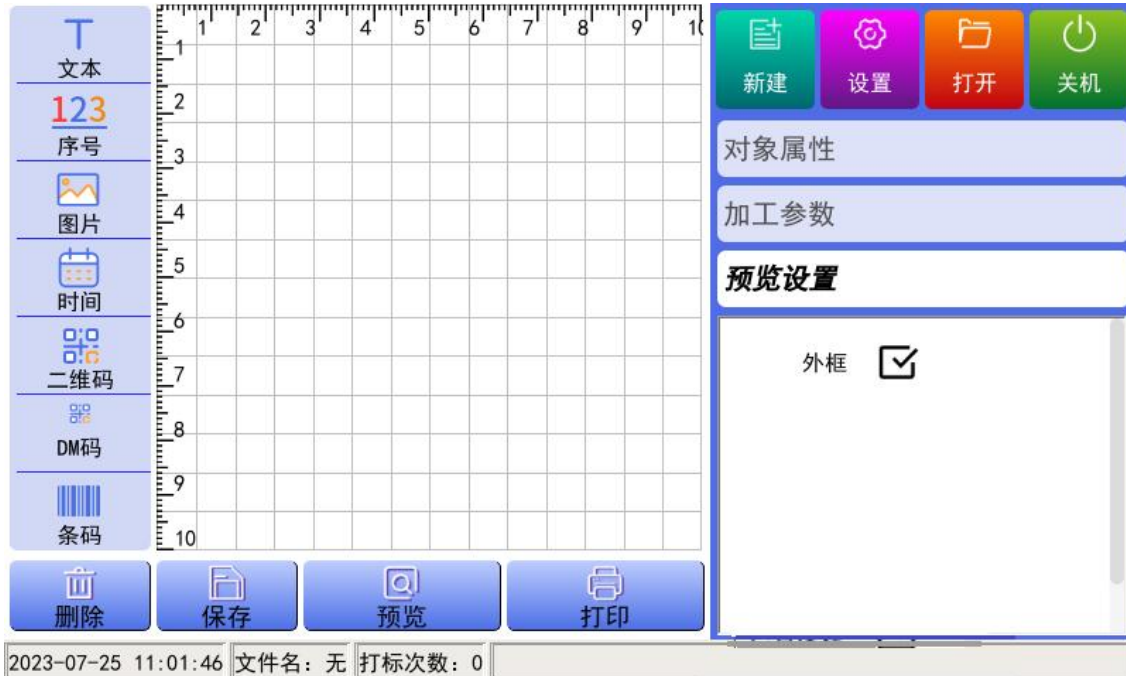 文本
123
序号
图片
时间
二维码
DM码
条码
1 2 3 4 5 6 7 8 9 10
1
2
3
4
5
6
7
8
9
10
新建 设置 打开 关机
对象属性
加工参数
预览设置
外框
删除 保存 预览 打印
2023-07-25 11:01:46 文件名: 无 打标次数: 0